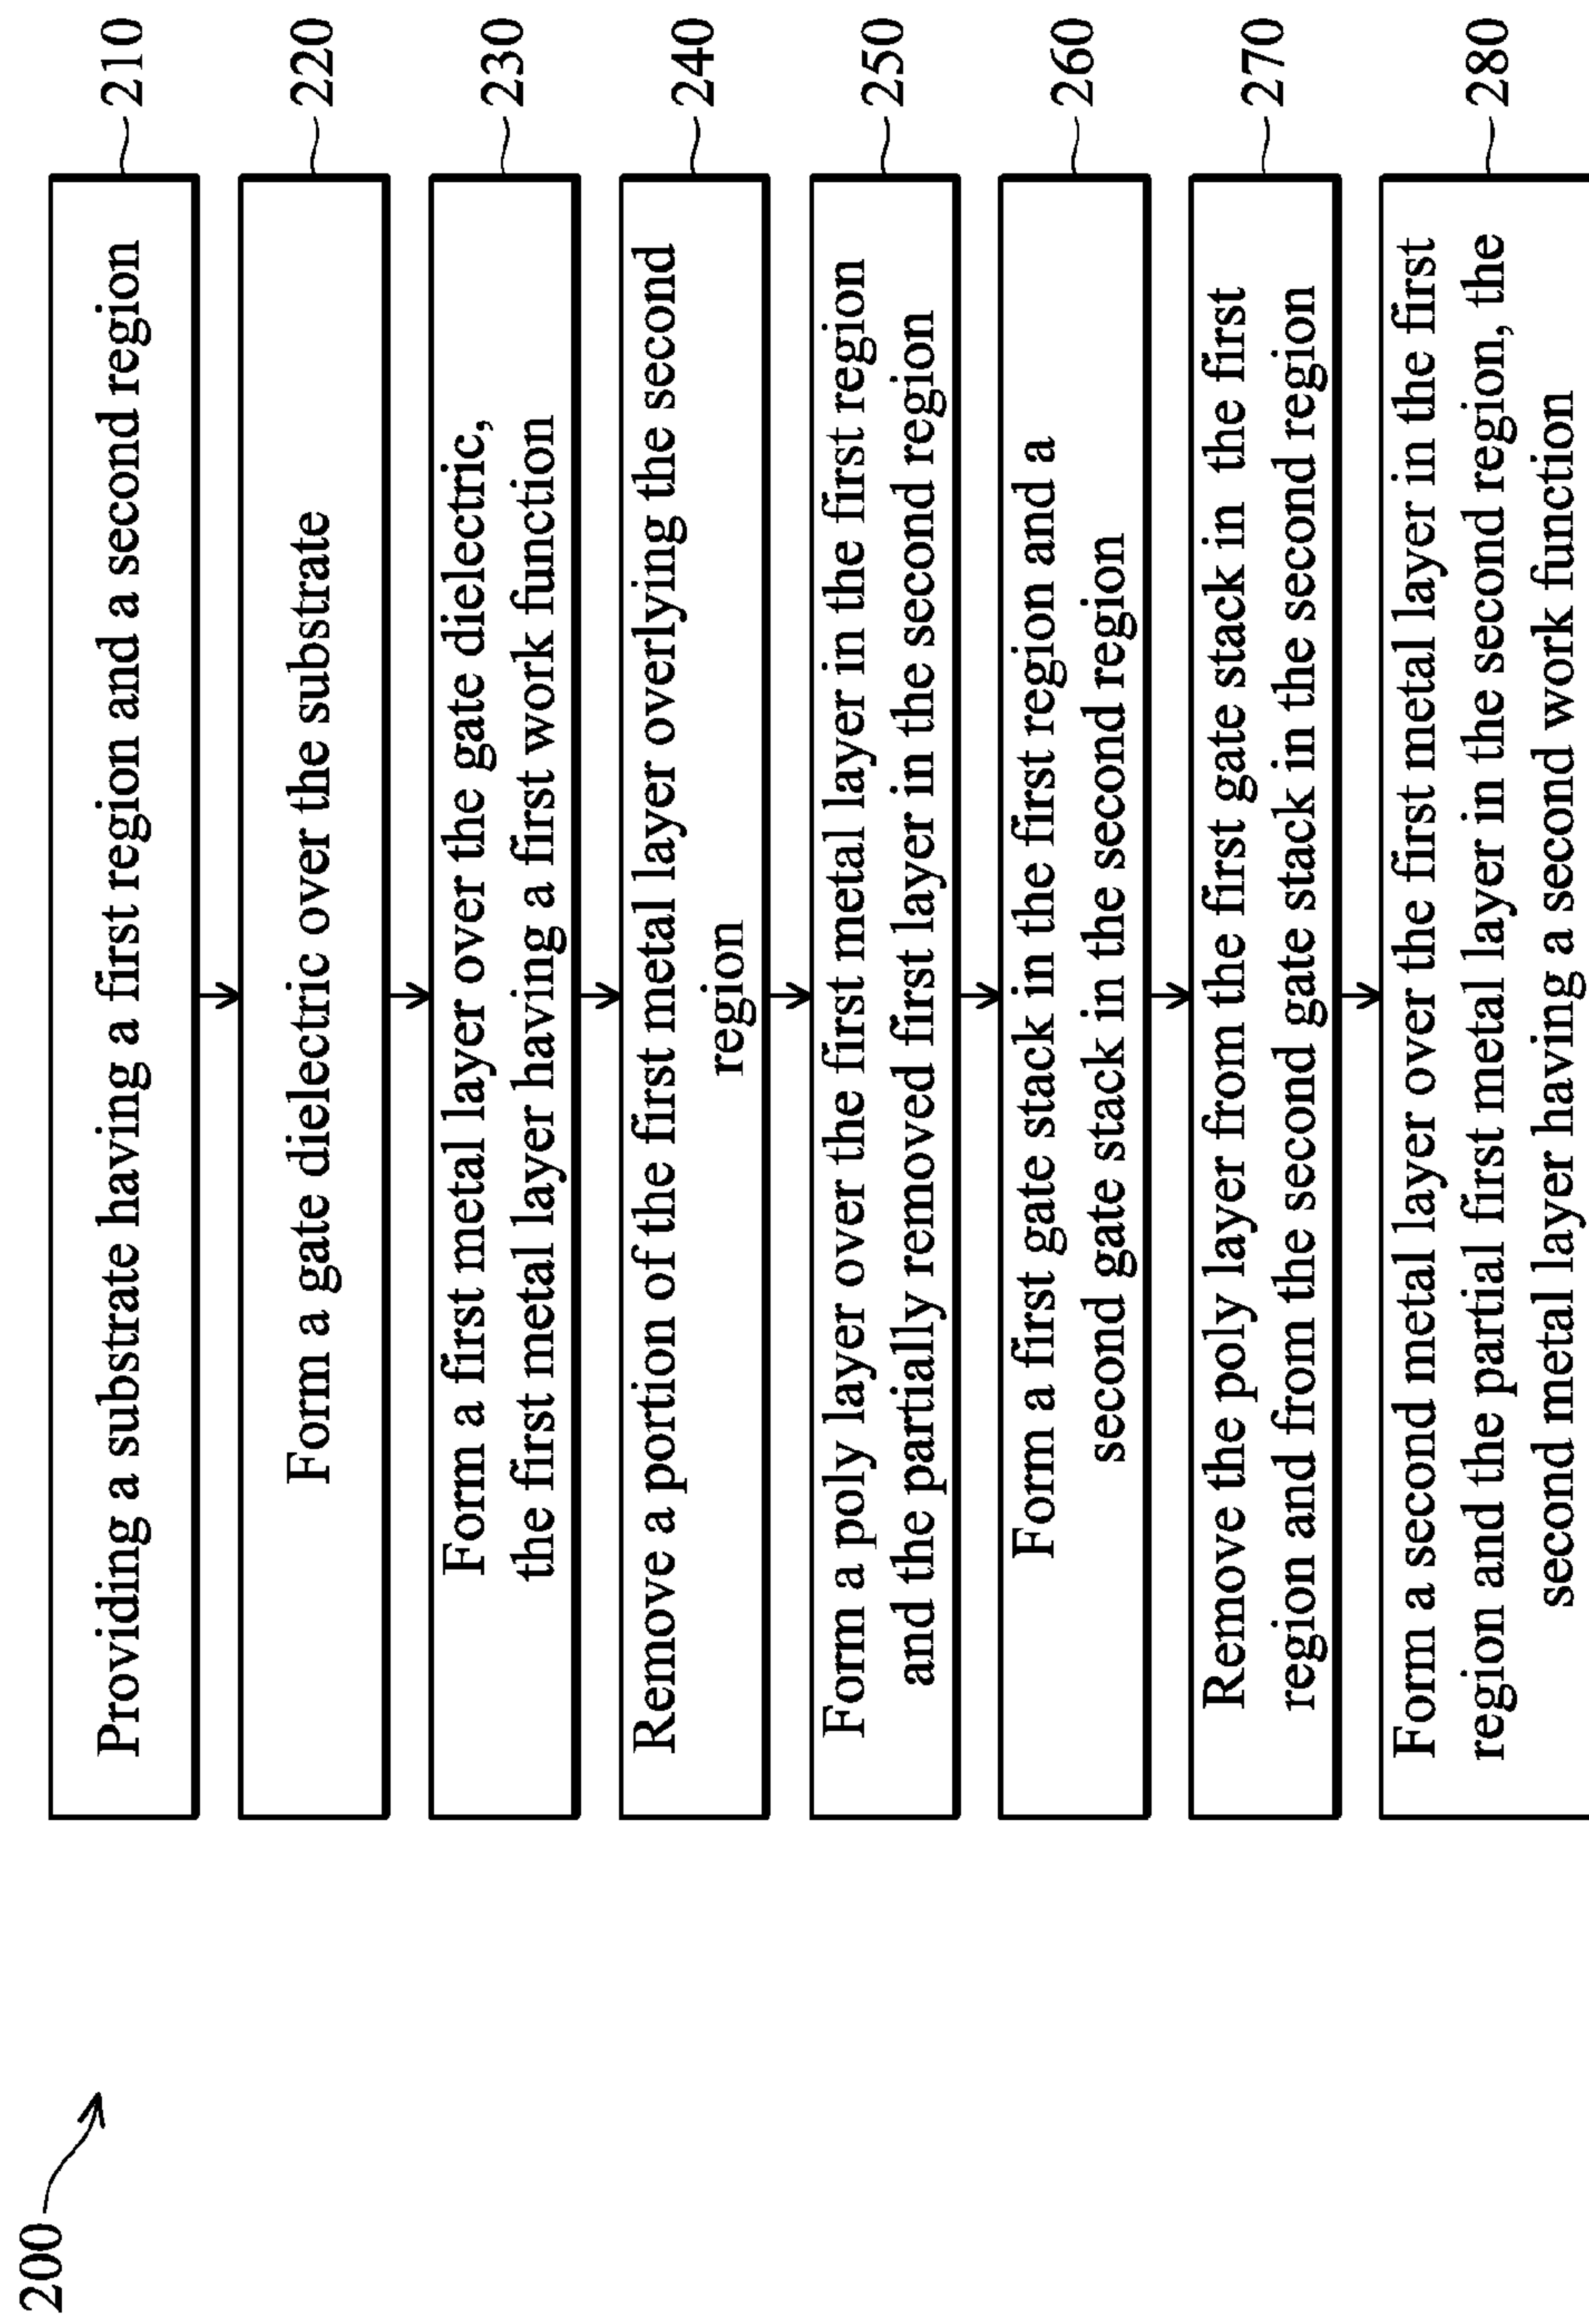 200
Providing a substrate having a first region and a second region
210
Form a gate dielectric over the substrate
220
Form a first metal layer over the gate dielectric,
the first metal layer having a first work function
230
Remove a portion of the first metal layer overlying the second
region
240
Form a poly layer over the first metal layer in the first region
and the partially removed first layer in the second region
250
Form a first gate stack in the first region and a
second gate stack in the second region
260
Remove the poly layer from the first gate stack in the first
region and from the second gate stack in the second region
270
Form a second metal layer over the first metal layer in the first
region and the partial first metal layer in the second region, the
second metal layer having a second work function
280